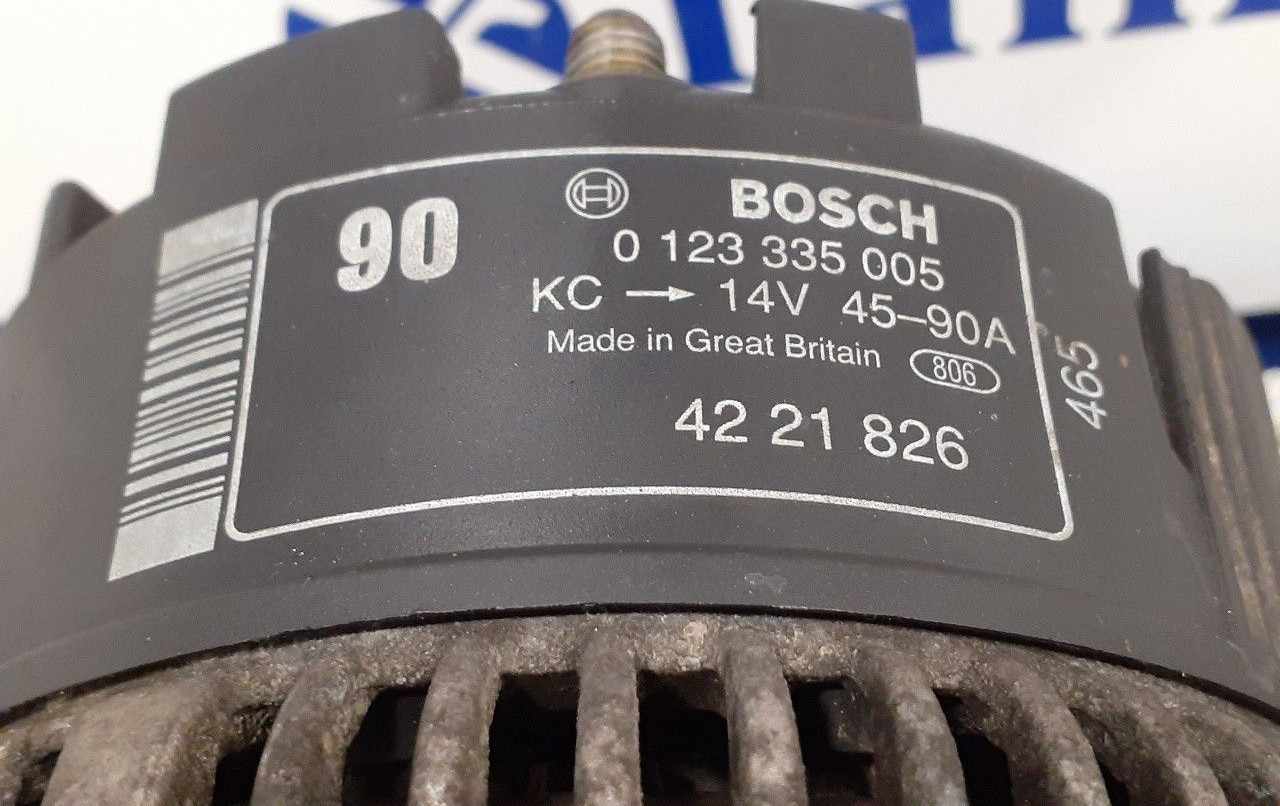 90
BOSCH
0 123 335 005
KC → 14V 45–90A
Made in Great Britain 806
42 21 826
465